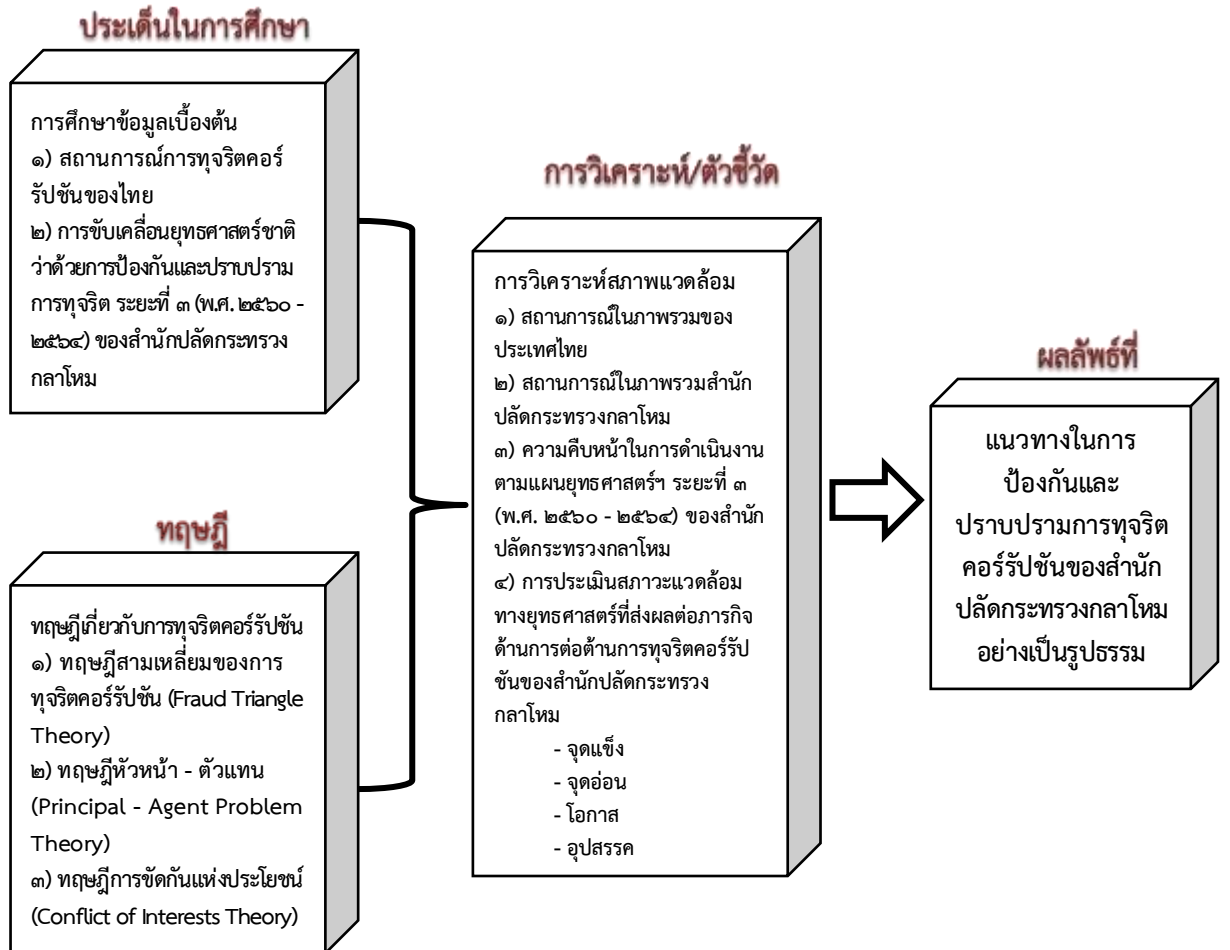 ประเด็นในการศึกษา
การศึกษาข้อมูลเบื้องต้น
๑) สถานการณ์การทุจริตคอร์
รัปชันของไทย
๒) การขับเคลื่อนยุทธศาสตร์ชาติ
ว่าด้วยการป้องกันและปราบปราม
การทุจริต ระยะที่ ๓ (พ.ศ. ๒๕๖๐ -
๒๕๖๔) ของสำนักปลัดกระทรวง
กลาโหม
ทฤษฎี
ทฤษฎีเกี่ยวกับการทุจริตคอร์รัปชัน
๑) ทฤษฎีสามเหลี่ยมของการ
ทุจริตคอร์รัปชัน (Fraud Triangle
Theory)
๒) ทฤษฎีหัวหน้า - ตัวแทน
(Principal - Agent Problem
Theory)
๓) ทฤษฎีการขัดกันแห่งประโยชน์
(Conflict of Interests Theory)
การวิเคราะห์/ตัวชี้วัด
การวิเคราะห์สภาพแวดล้อม
๑) สถานการณ์ในภาพรวมของ
ประเทศไทย
๒) สถานการณ์ในภาพรวมสำนัก
ปลัดกระทรวงกลาโหม
๓) ความคืบหน้าในการดำเนินงาน
ตามแผนยุทธศาสตร์ฯ ระยะที่ ๓
(พ.ศ. ๒๕๖๐ - ๒๕๖๔) ของสำนัก
ปลัดกระทรวงกลาโหม
๔) การประเมินสภาวะแวดล้อม
ทางยุทธศาสตร์ที่ส่งผลต่อภารกิจ
ด้านการต่อต้านการทุจริตคอร์รัป
ชันของสำนักปลัดกระทรวง
กลาโหม
- จุดแข็ง
- จุดอ่อน
- โอกาส
- อุปสรรค
ผลลัพธ์ที่
แนวทางในการ
ป้องกันและ
ปราบปรามการทุจริต
คอร์รัปชันของสำนัก
ปลัดกระทรวงกลาโหม
อย่างเป็นรูปธรรม